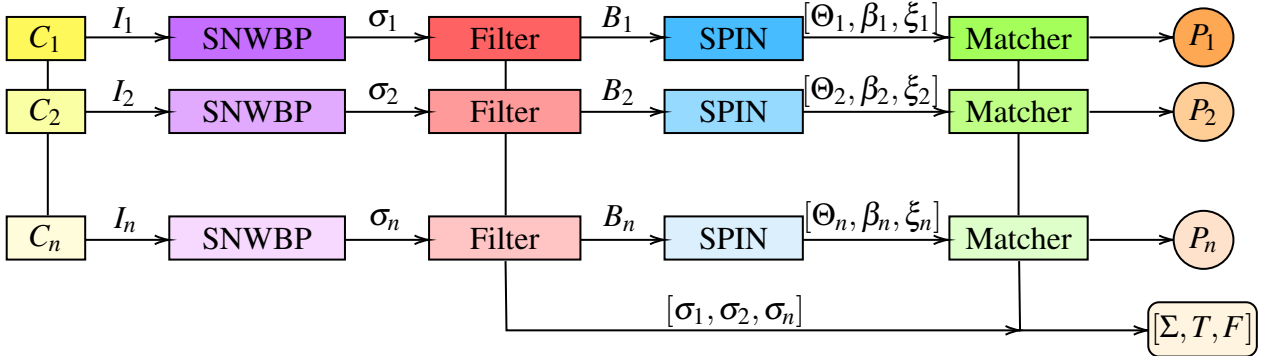 C₁ I₁ SNWBP σ₁ Filter B₁ SPIN [Θ₁, β₁, ξ₁] Matcher P₁
C₂ I₂ SNWBP σ₂ Filter B₂ SPIN [Θ₂, β₂, ξ₂] Matcher P₂
Cₙ Iₙ SNWBP σₙ Filter Bₙ SPIN [Θₙ, βₙ, ξₙ] Matcher Pₙ
[σ₁, σ₂, σₙ] [Σ, T, F]